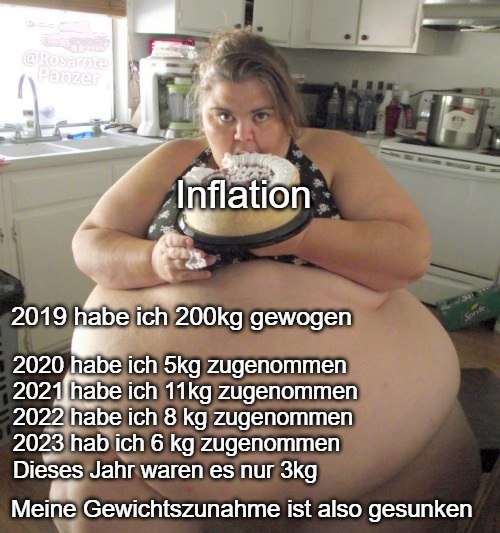 @Rosarote
Panzer
Inflation
2019 habe ich 200kg gewogen
2020 habe ich 5kg zugenommen
2021 habe ich 11kg zugenommen
2022 habe ich 8 kg zugenommen
2023 hab ich 6 kg zugenommen
Dieses Jahr waren es nur 3kg
Meine Gewichtszunahme ist also gesunken